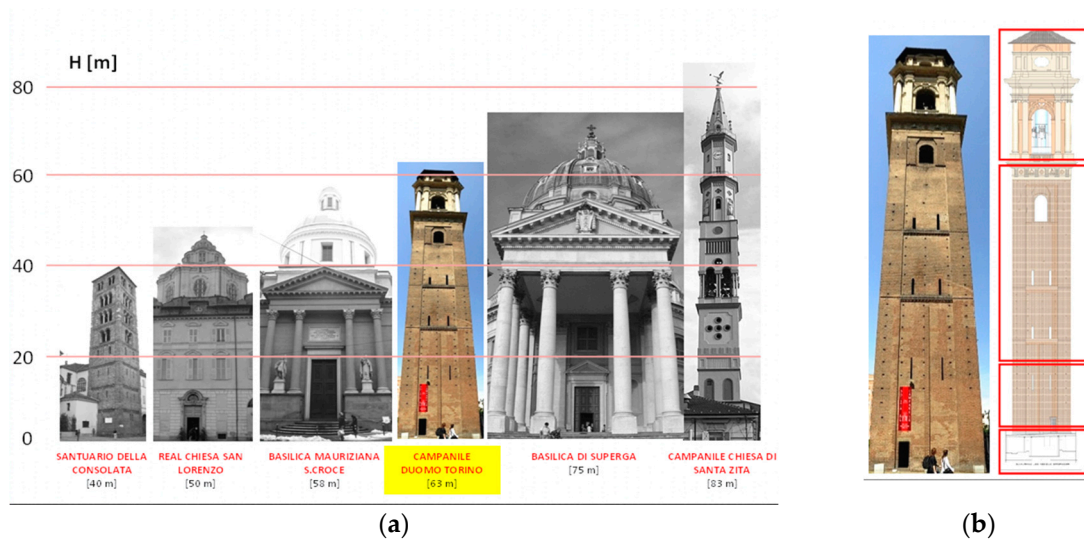 H [m]
80
60
40
20
0
SANTUARIO DELLA
CONSOLATA
[40 m]
REAL CHIESA SAN
LORENZO
[50 m]
BASILICA MAURIZIANA
S.CROCE
[58 m]
CAMPANILE
DUOMO TORINO
[63 m]
BASILICA DI SUPERGA
[75 m]
CAMPANILE CHIESA DI
SANTA ZITA
[83 m]
(a)
(b)